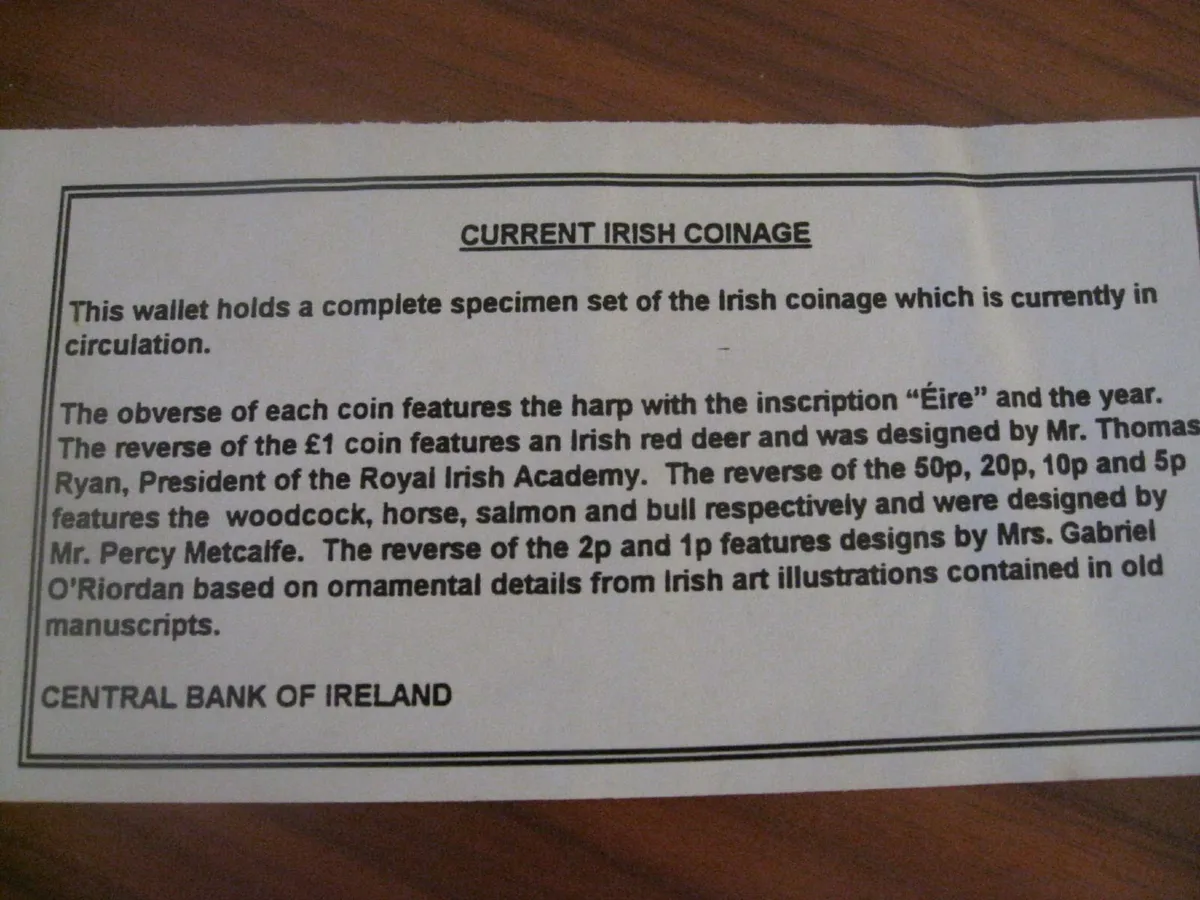 CURRENT IRISH COINAGE
This wallet holds a complete specimen set of the Irish coinage which is currently in
circulation.
The obverse of each coin features the harp with the inscription “Éire” and the year.
The reverse of the £1 coin features an Irish red deer and was designed by Mr. Thomas
Ryan, President of the Royal Irish Academy. The reverse of the 50p, 20p, 10p and 5p
features the woodcock, horse, salmon and bull respectively and were designed by
Mr. Percy Metcalfe. The reverse of the 2p and 1p features designs by Mrs. Gabriel
O'Riordan based on ornamental details from Irish art illustrations contained in old
manuscripts.
CENTRAL BANK OF IRELAND